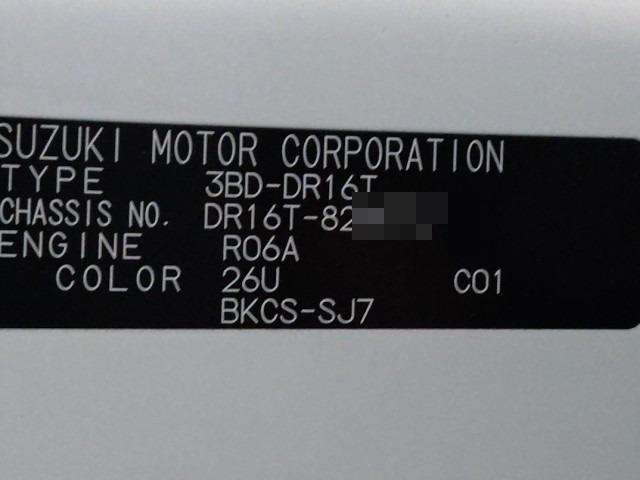 SUZUKI MOTOR CORPORATION
TYPE 3BD-DR16T
CHASSIS NO. DR16T-82
ENGINE R06A
COLOR 26U C01
BKCS-SJ7